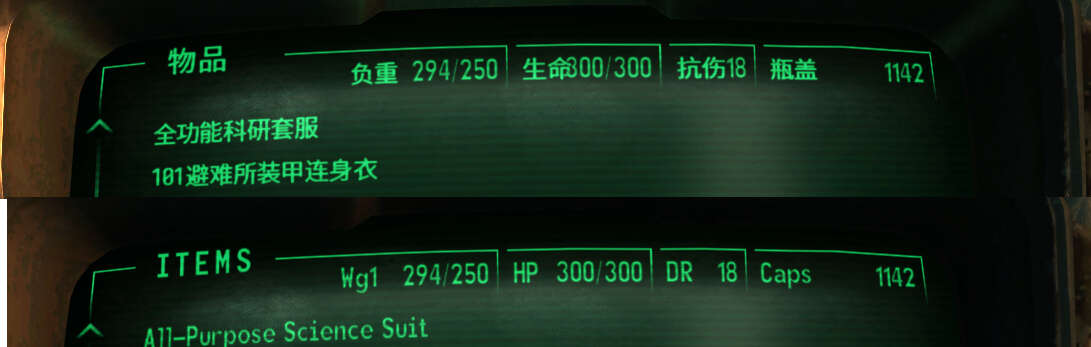 物品 负重 294/250 生命300/300 抗伤18 瓶盖 1142
全功能科研套服
101避难所装甲连身衣
ITEMS Wg1 294/250 HP 300/300 DR 18 Caps 1142
All-Purpose Science Suit